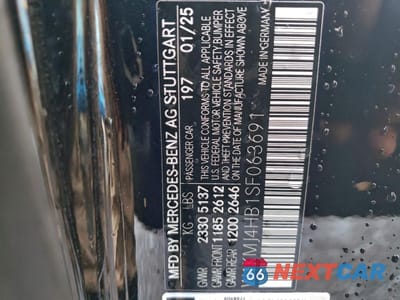 MFD BY MERCEDES-BENZ AG STUTTGART
PASSENGER CAR 197 01/25
KG LBS
GVWR 2330 5137
GAWR FRONT 1185 2612
GAWR REAR 1200 2646
THIS VEHICLE CONFORMS TO ALL APPLICABLE
U.S. FEDERAL MOTOR VEHICLE SAFETY, BUMPER
AND THEFT PREVENTION STANDARDS IN EFFECT
ON THE DATE OF MANUFACTURE SHOWN ABOVE
MADE IN GERMANY
4HB1SF063691
66
NEXTCAR